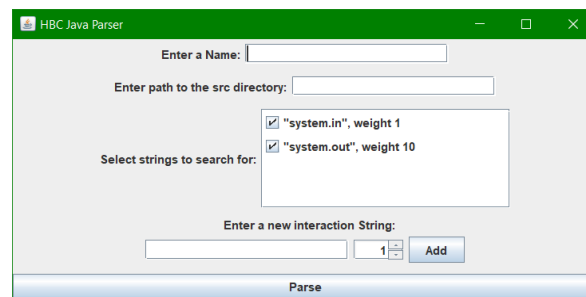 HBC Java Parser
Enter a Name:
Enter path to the src directory:
"system.in", weight 1
"system.out", weight 10
Select strings to search for:
Enter a new interaction String:
1 Add
Parse